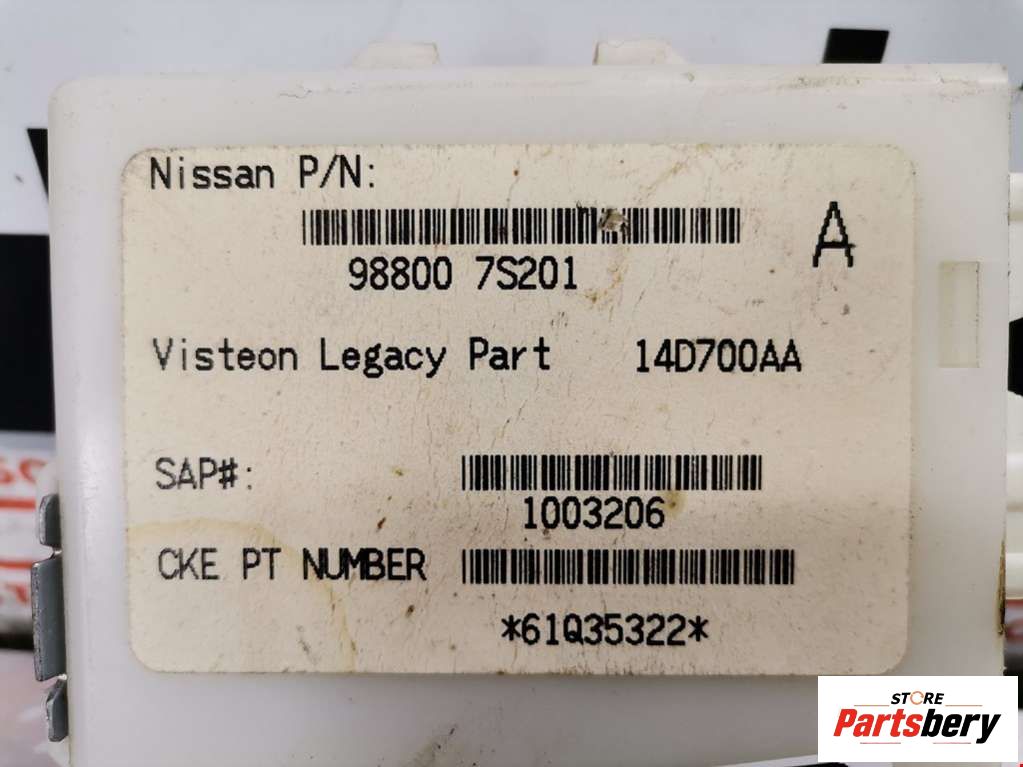 Nissan P/N:
A
98800 7S201
Visteon Legacy Part 14D700AA
SAP#:
1003206
CKE PT NUMBER
*61Q35322*
STORE
Partsbery